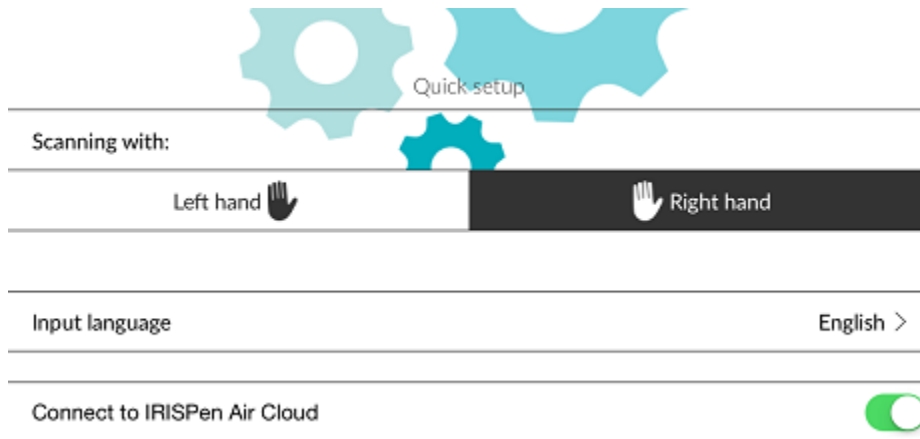 Quick setup
Scanning with:
Left hand Right hand
Input language English
Connect to IRISPen Air Cloud